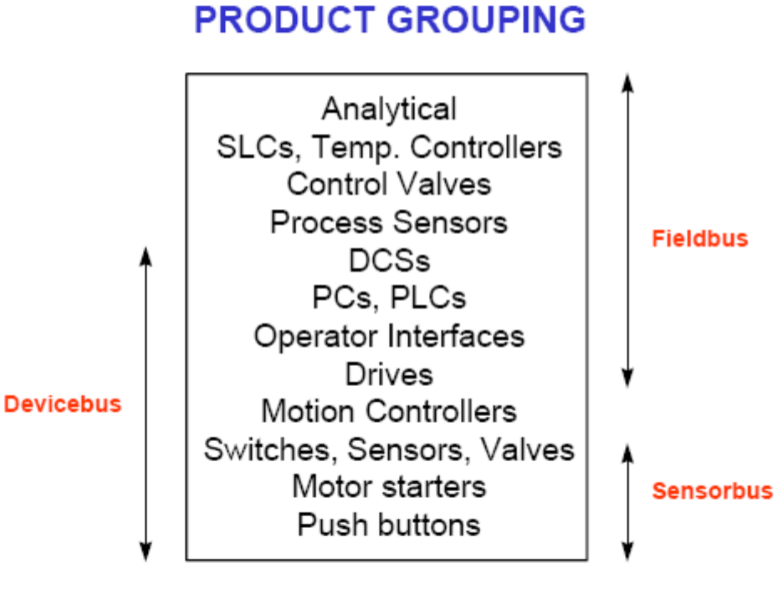 PRODUCT GROUPING
Analytical
SLCs, Temp. Controllers
Control Valves
Process Sensors
Fieldbus
DCSs
PCs, PLCs
Operator Interfaces
Drives
Devicebus
Motion Controllers
Switches, Sensors, Valves
Motor starters
Sensorbus
Push buttons